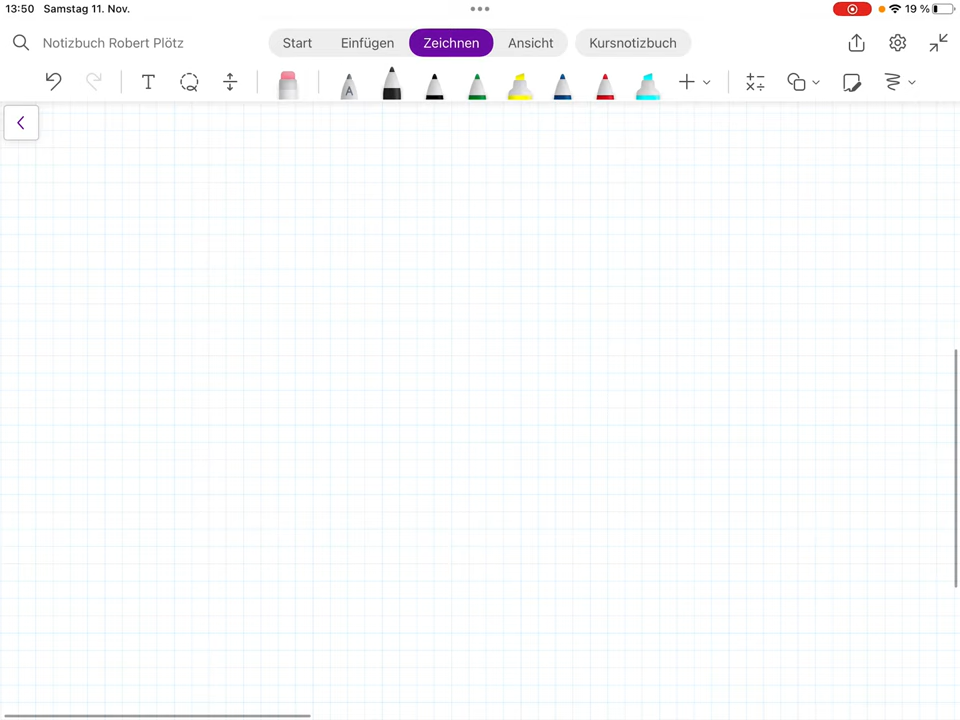 13:50 Samstag 11. Nov. 19 %
Notizbuch Robert Plötz Start Einfügen Zeichnen Ansicht Kursnotizbuch
T A